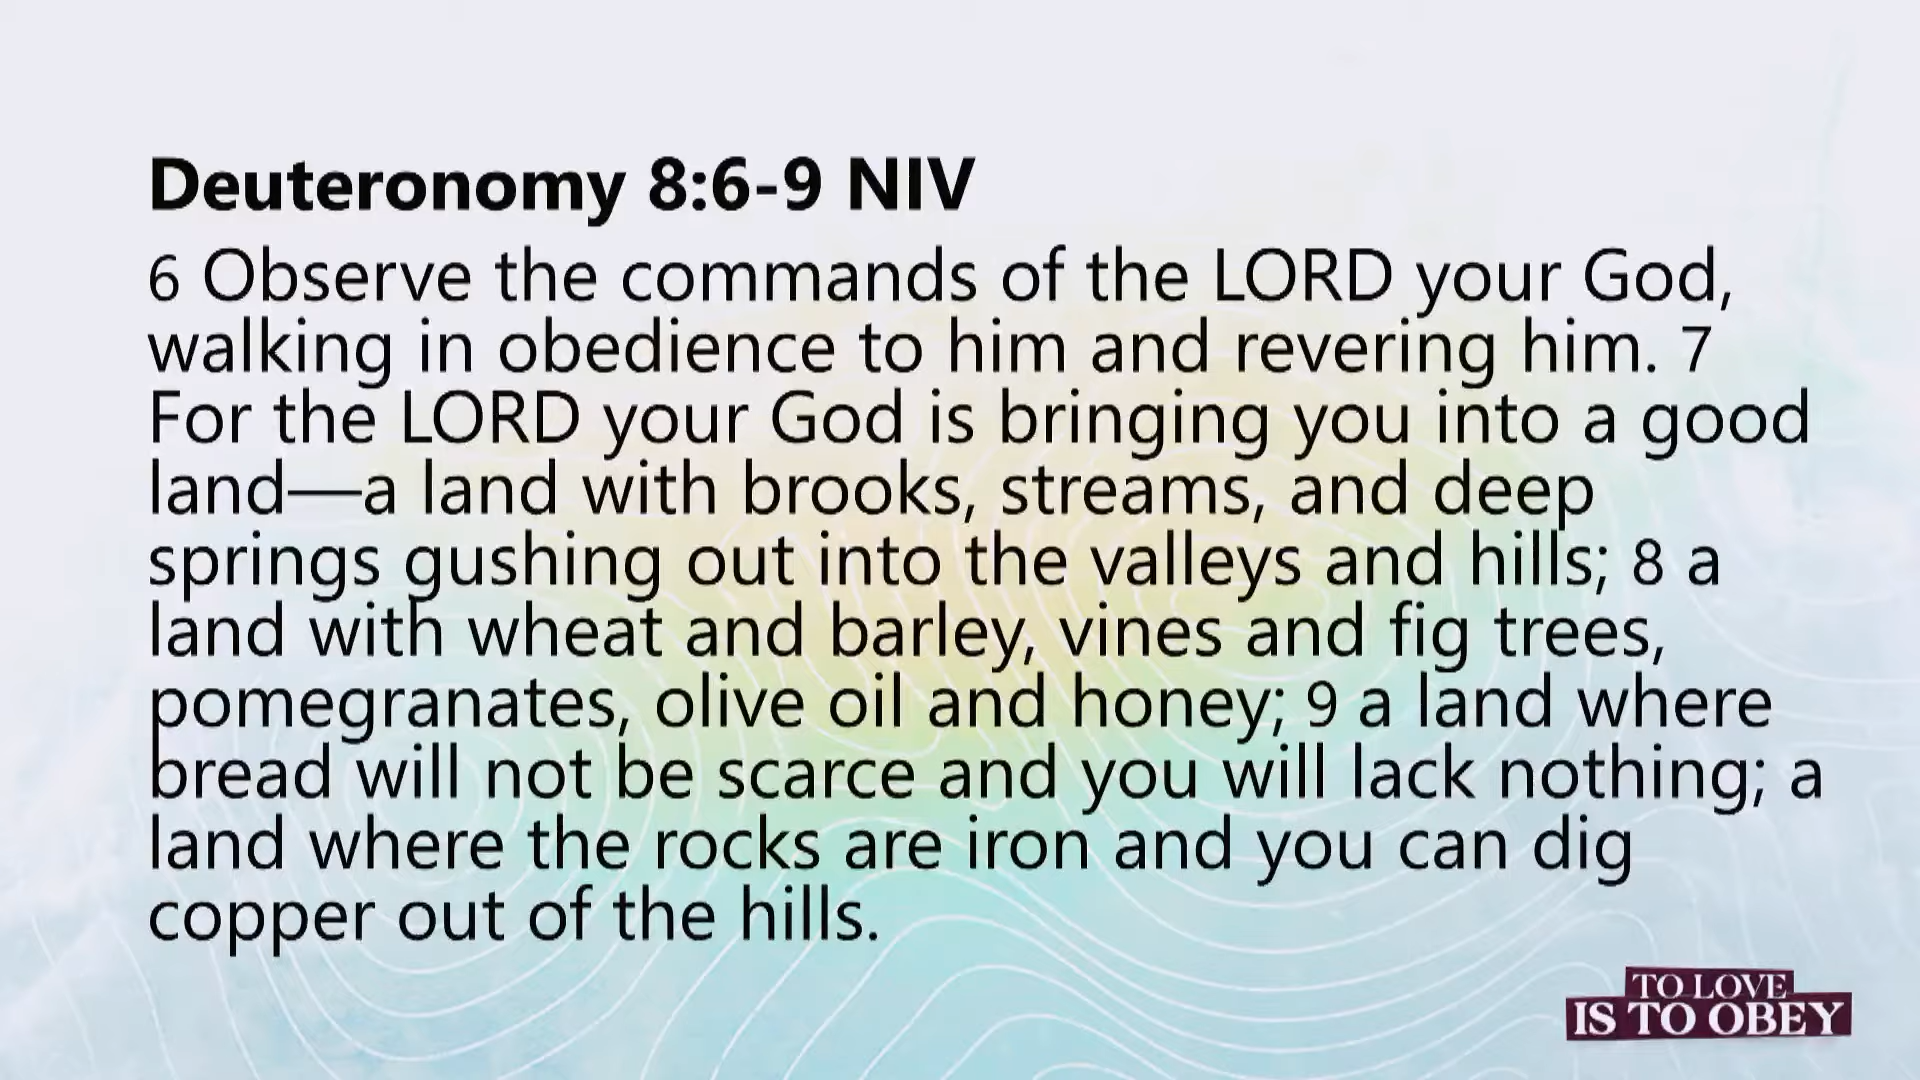 Deuteronomy 8:6-9 NIV
6 Observe the commands of the LORD your God,
walking in obedience to him and revering him. 7
For the LORD your God is bringing you into a good
land—a land with brooks, streams, and deep
springs gushing out into the valleys and hills; 8 a
land with wheat and barley, vines and fig trees,
pomegranates, olive oil and honey; 9 a land where
bread will not be scarce and you will lack nothing; a
land where the rocks are iron and you can dig
copper out of the hills.
TO LOVE
IS TO OBEY